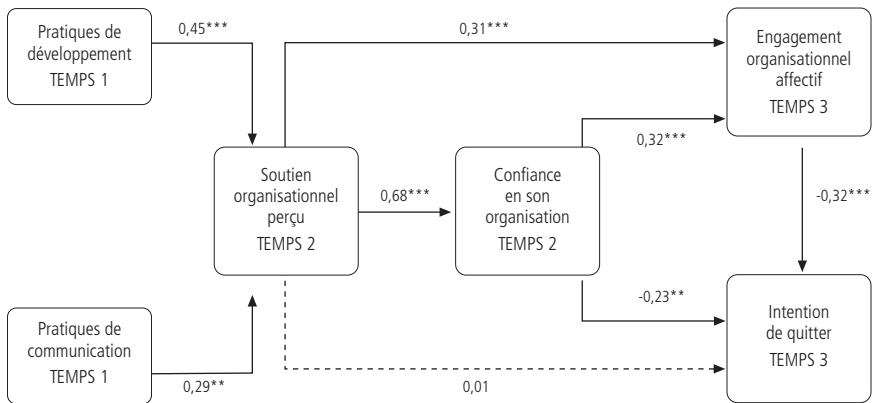 Pratiques de
développement
TEMPS 1
0,45***
0,31***
Engagement
organisationnel
affectif
TEMPS 3
Soutien
organisationnel
perçu
TEMPS 2
0,68***
Confiance
en son
organisation
TEMPS 2
0,32***
-0,32***
-0,23**
Pratiques de
communication
TEMPS 1
0,29**
0,01
Intention
de quitter
TEMPS 3